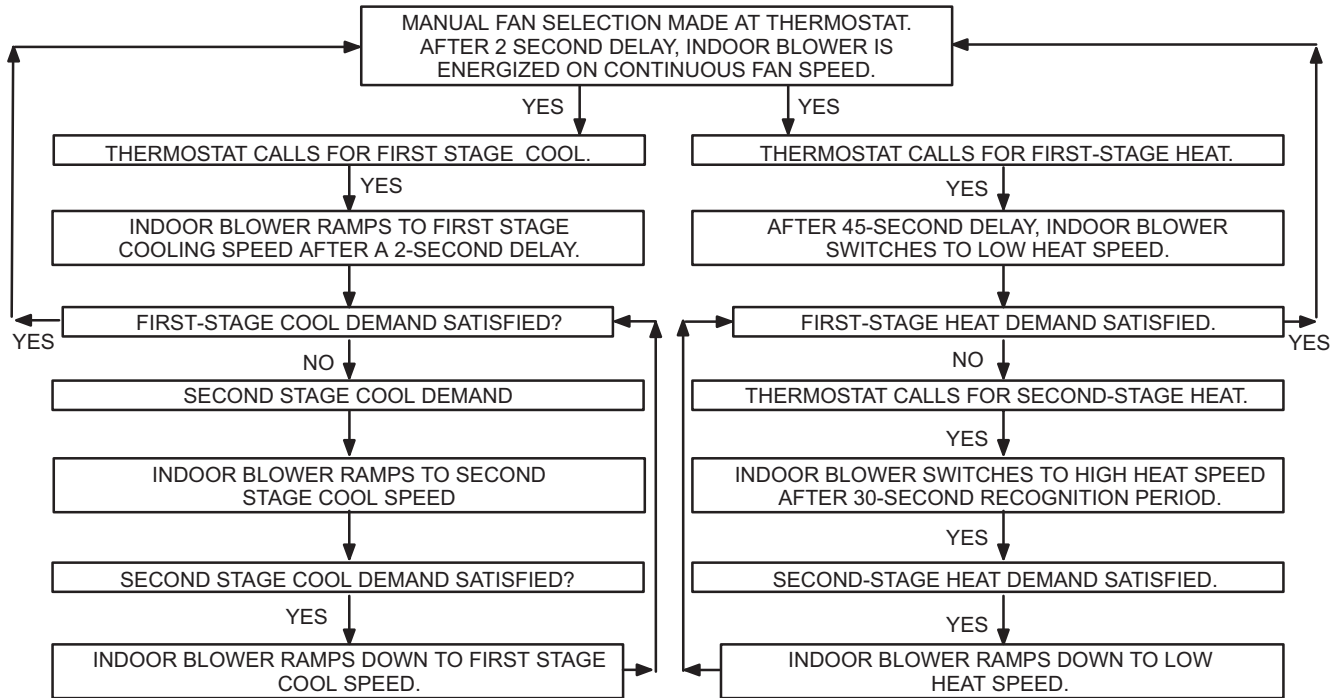 MANUAL FAN SELECTION MADE AT THERMOSTAT.
AFTER 2 SECOND DELAY, INDOOR BLOWER IS
ENERGIZED ON CONTINUOUS FAN SPEED.
YES
YES
THERMOSTAT CALLS FOR FIRST STAGE COOL.
YES
INDOOR BLOWER RAMPS TO FIRST STAGE
COOLING SPEED AFTER A 2-SECOND DELAY.
FIRST-STAGE COOL DEMAND SATISFIED?
YES
NO
SECOND STAGE COOL DEMAND
INDOOR BLOWER RAMPS TO SECOND
STAGE COOL SPEED
SECOND STAGE COOL DEMAND SATISFIED?
YES
INDOOR BLOWER RAMPS DOWN TO FIRST STAGE
COOL SPEED.
THERMOSTAT CALLS FOR FIRST-STAGE HEAT.
YES
AFTER 45-SECOND DELAY, INDOOR BLOWER
SWITCHES TO LOW HEAT SPEED.
FIRST-STAGE HEAT DEMAND SATISFIED.
YES
NO
THERMOSTAT CALLS FOR SECOND-STAGE HEAT.
YES
INDOOR BLOWER SWITCHES TO HIGH HEAT SPEED
AFTER 30-SECOND RECOGNITION PERIOD.
YES
SECOND-STAGE HEAT DEMAND SATISFIED.
YES
INDOOR BLOWER RAMPS DOWN TO LOW
HEAT SPEED.